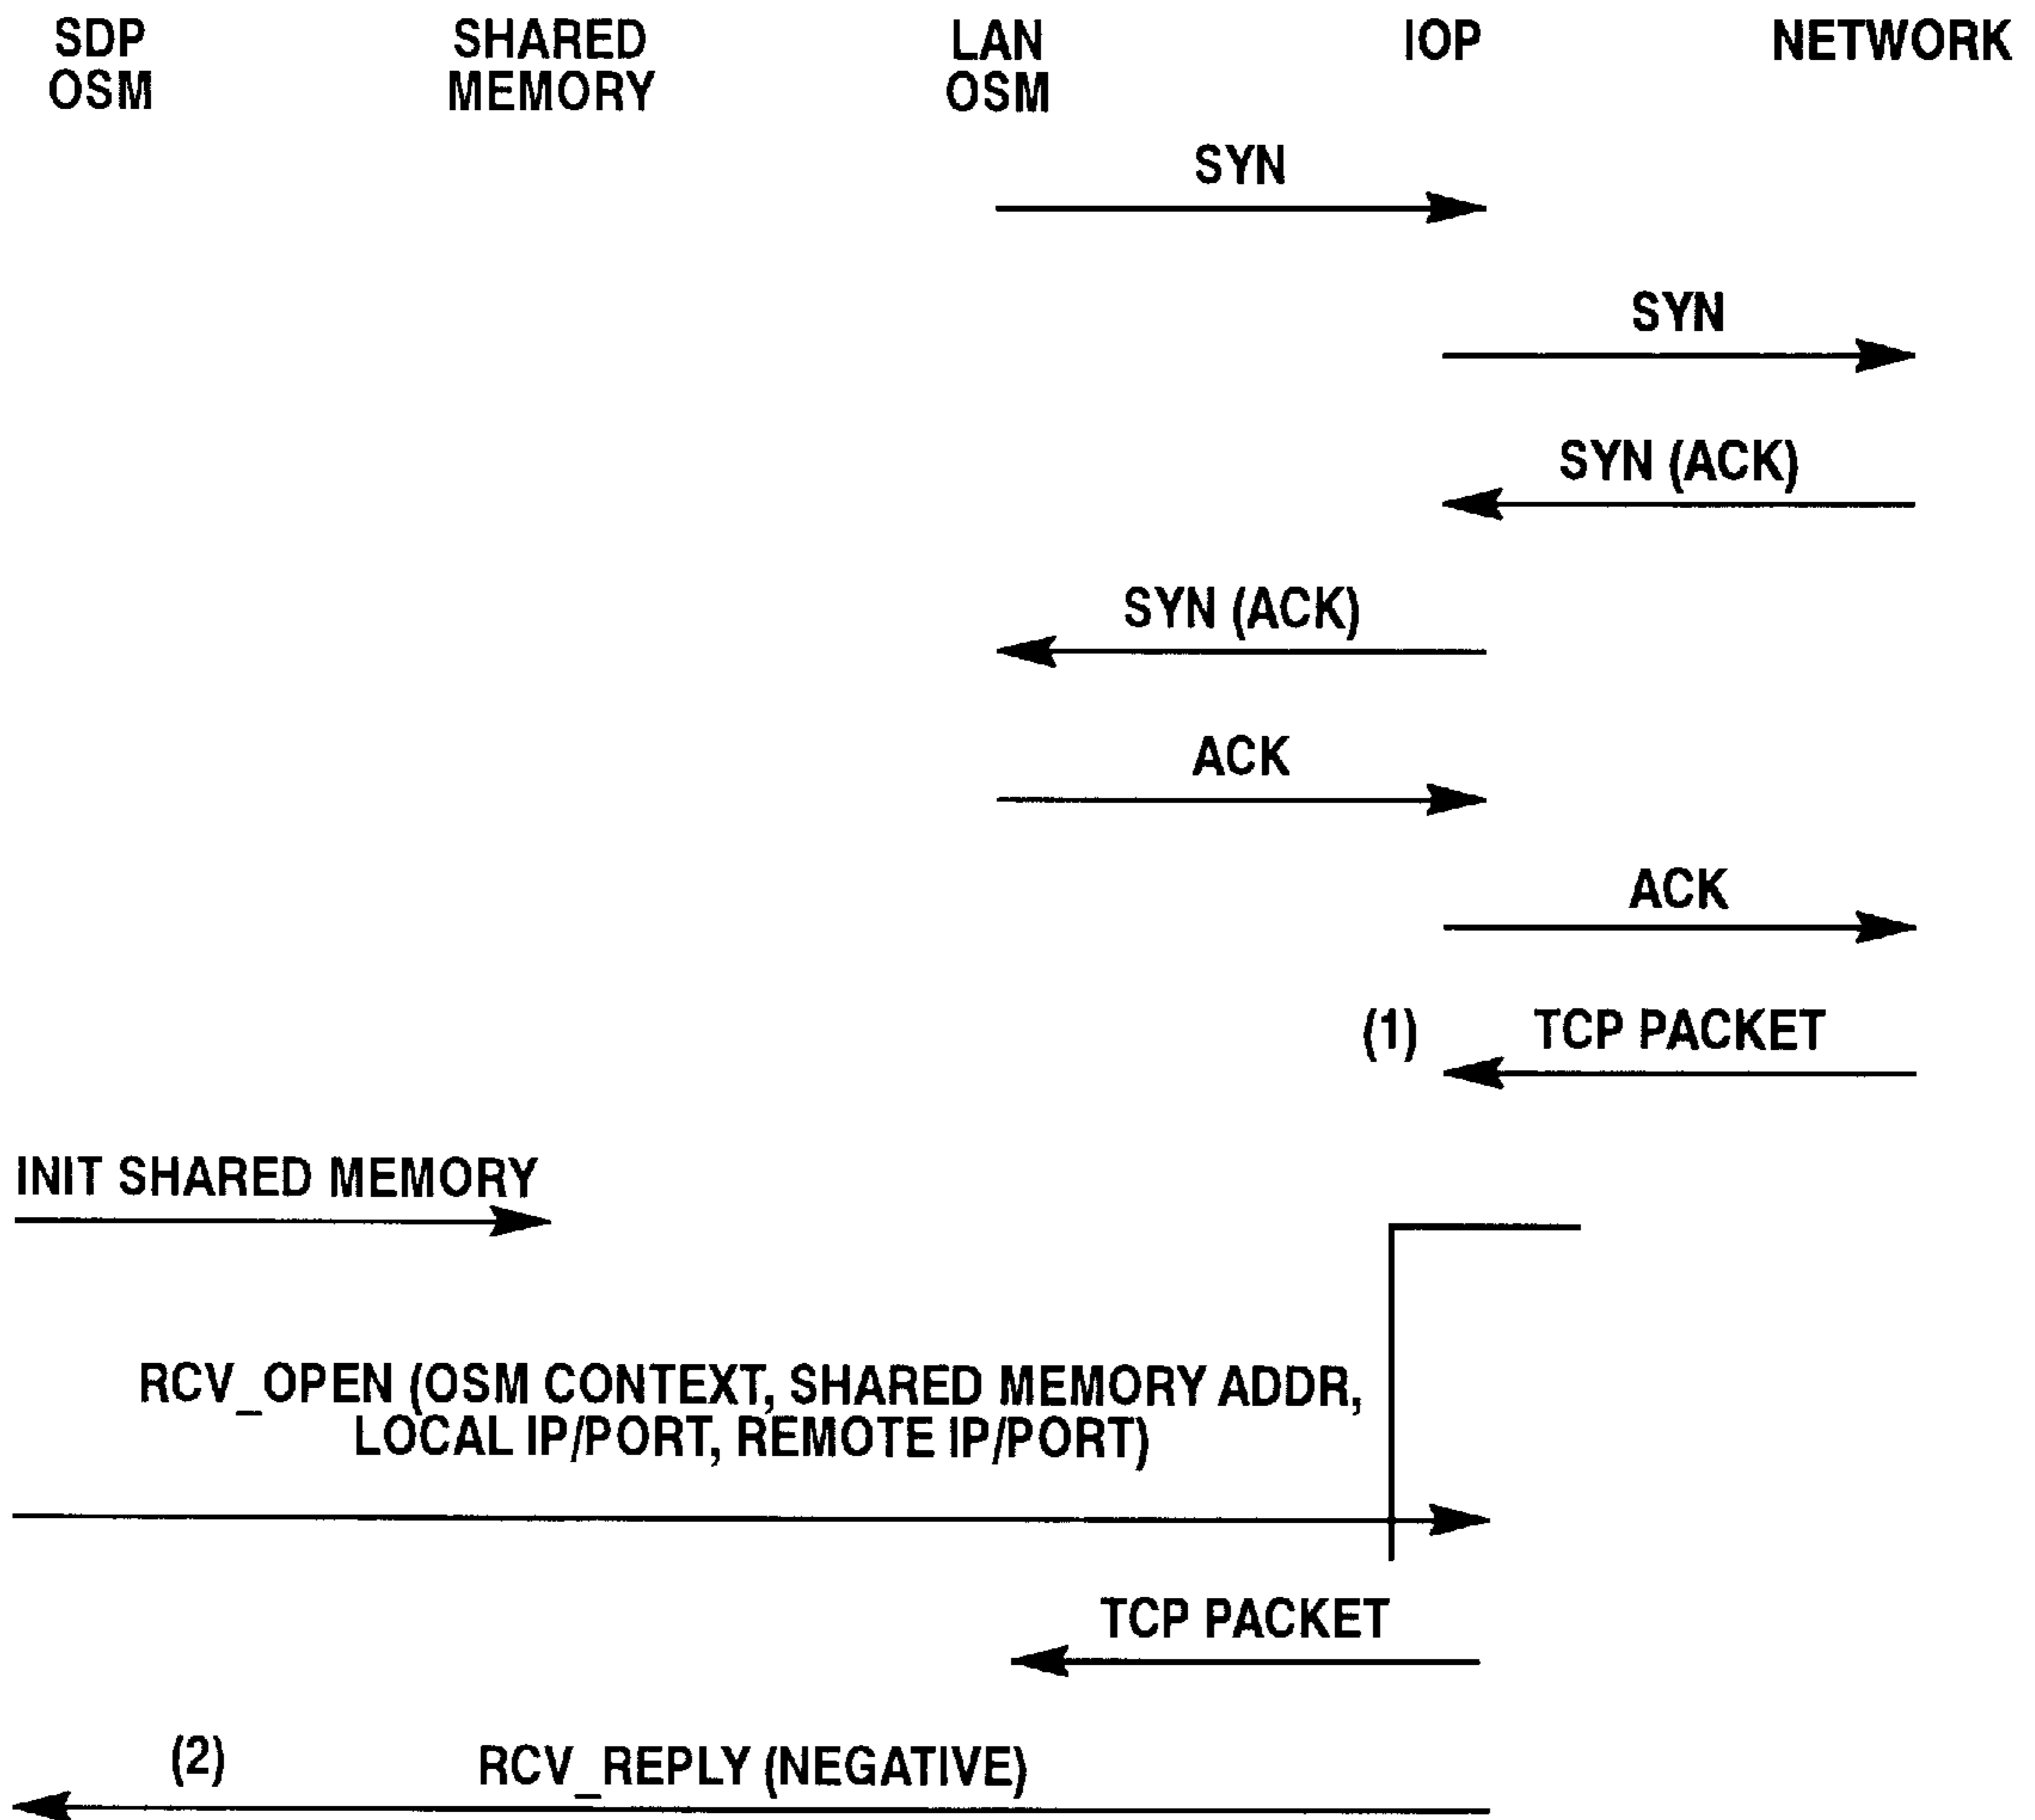 SDP
OSM
SHARED
MEMORY
LAN
OSM
IOP
NETWORK
SYN
SYN
SYN (ACK)
SYN (ACK)
ACK
ACK
(1)
TCP PACKET
INIT SHARED MEMORY
RCV_OPEN (OSM CONTEXT, SHARED MEMORY ADDR,
LOCAL IP/PORT, REMOTE IP/PORT)
TCP PACKET
(2)
RCV_REPLY (NEGATIVE)